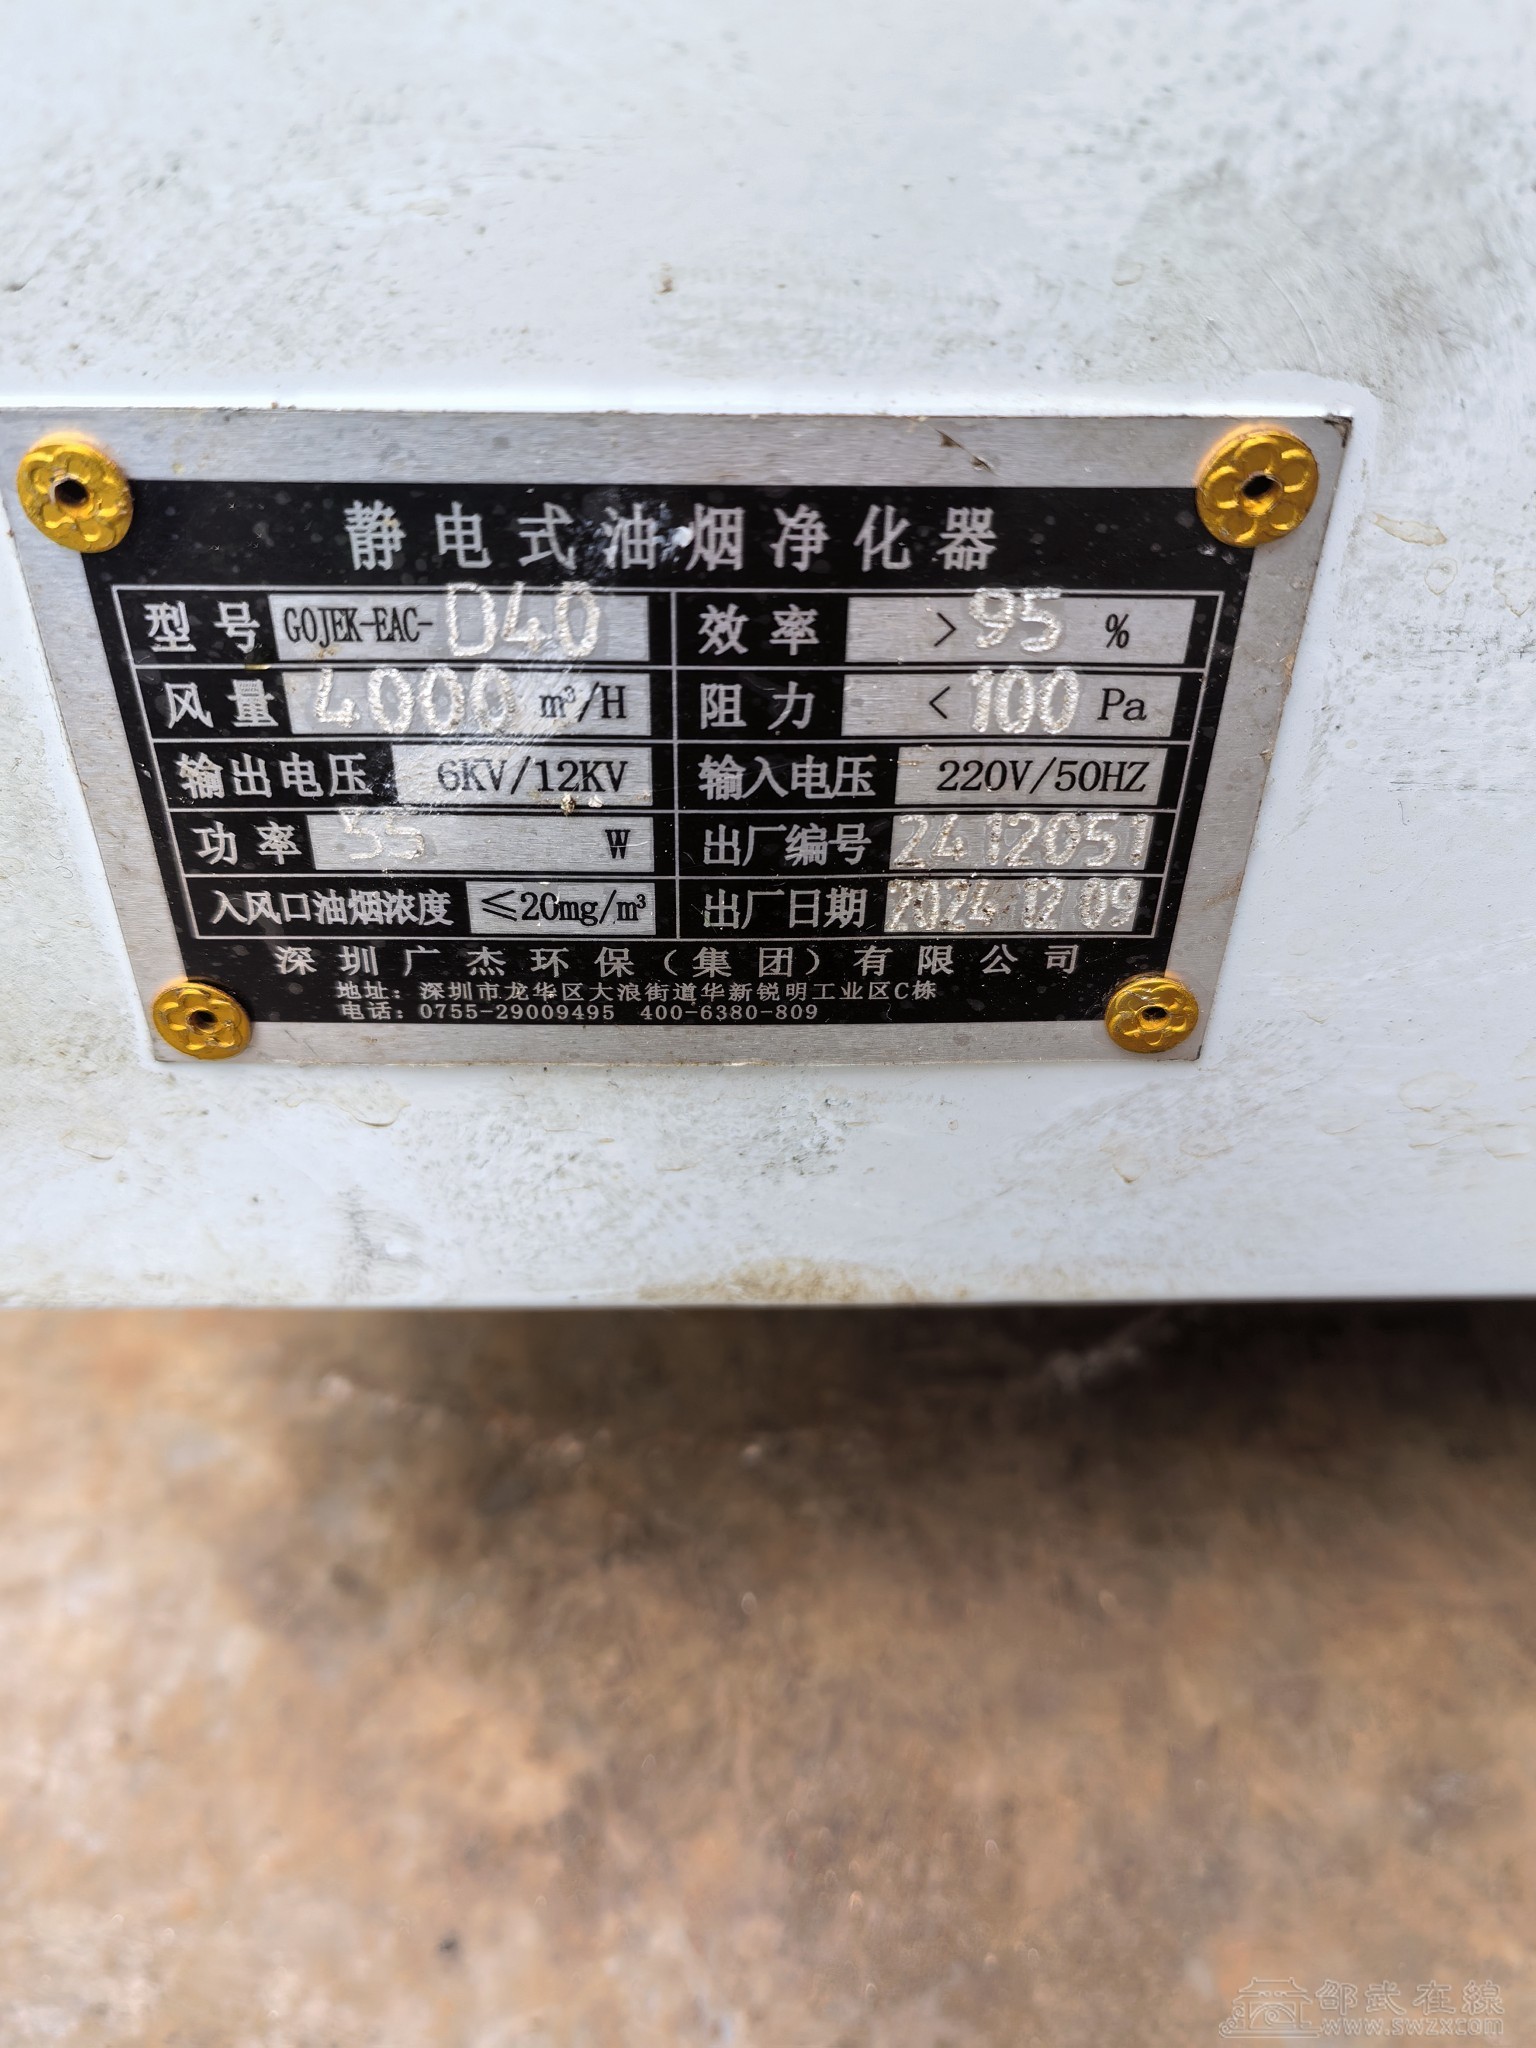 静电式油烟净化器
型号 GOJEK-EAC-D40 效率 > 95 %
风量 4000 m³/H 阻力 < 100 Pa
输出电压 6KV/12KV 输入电压 220V/50HZ
功率 55 W 出厂编号 2412051
入风口油烟浓度 ≤20mg/m³ 出厂日期 2024 12 09
深圳广杰环保(集团)有限公司
地址: 深圳市龙华区大浪街道华新锐明工业区C栋
电话: 0755-29009495 400-6380-809
邵武在線
www.swzx.com